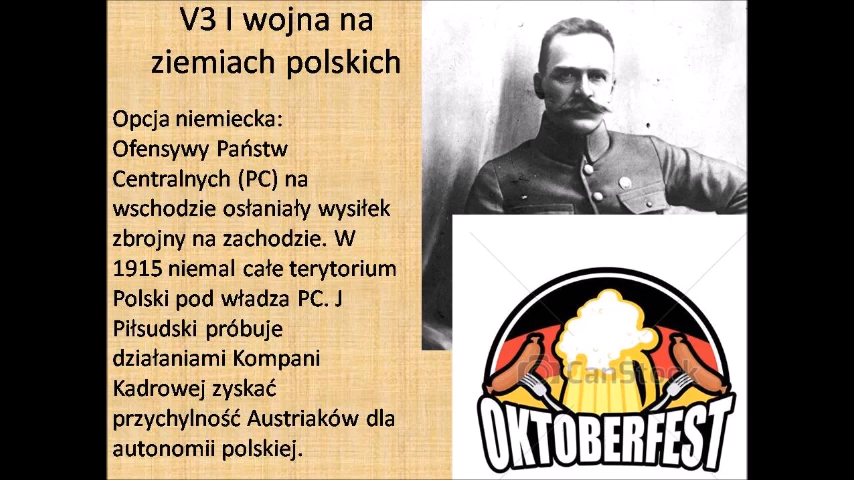 V3 I wojna na
ziemiach polskich
Opcja niemiecka:
Ofensywy Państw
Centralnych (PC) na
wschodzie osłaniały wysiłek
zbrojny na zachodzie. W
1915 niemal całe terytorium
Polski pod władza PC. J
Piłsudski próbuje
działaniami Kompani
Kadrowej zyskać
przychylność Austriaków dla
autonomii polskiej.
CanStock
OKTOBERFEST